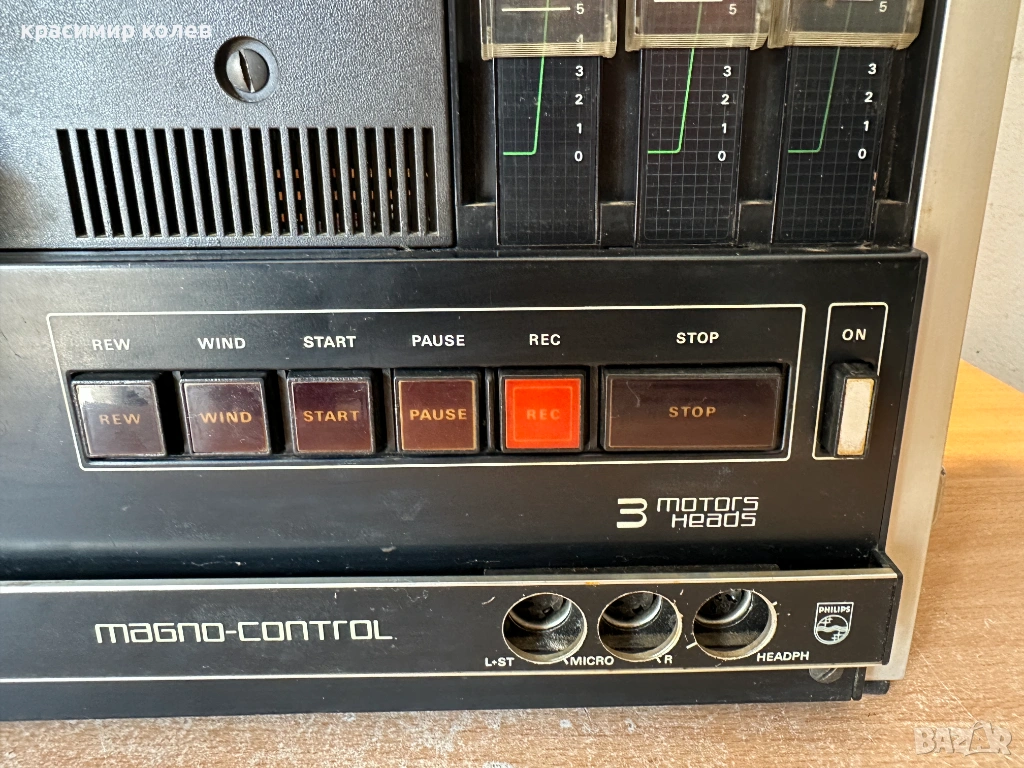 красимир колев
5 5 5
4
3 3 3
2 2 2
1 1 1
0 0 0
REW WIND START PAUSE REC STOP ON
REW WIND START PAUSE REC STOP
3 MOTORS
HEADS
MAGNO-CONTROL
PHILIPS
L+ST MICRO R HEADPH
BAZAR